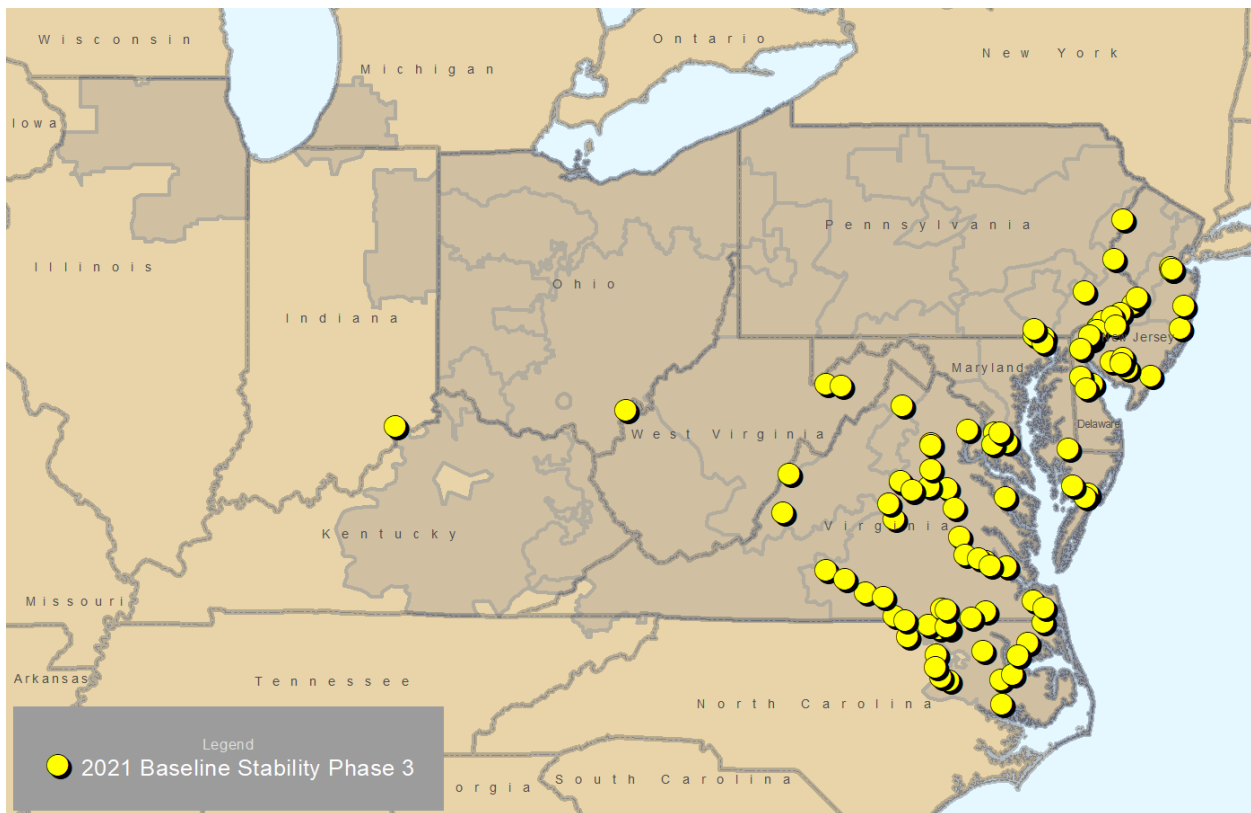 Wisconsin
Ontario
New York
Michigan
Iowa
Pennsylvania
Illinois
Ohio
Indiana
Jersey
Maryland
West Virginia
Delaware
Virginia
Kentucky
Missouri
Arkansas
Tennessee
North Carolina
Legend
2021 Baseline Stability Phase 3
South Carolina
orgia